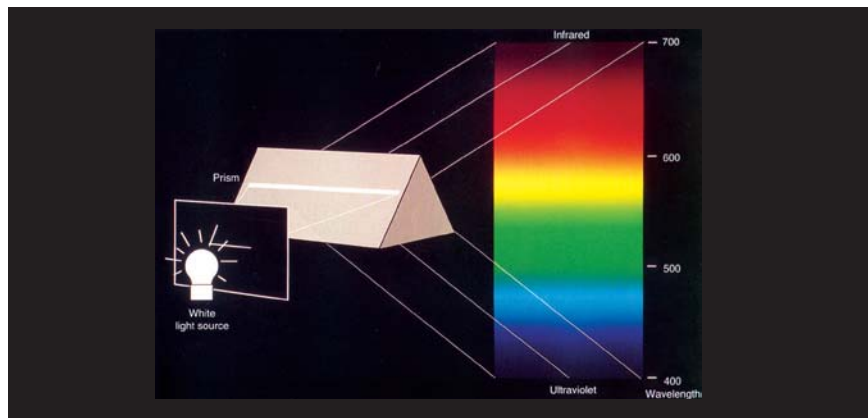 Infrared
700
Prism
600
500
White
light source
400
Ultraviolet
Wavelength